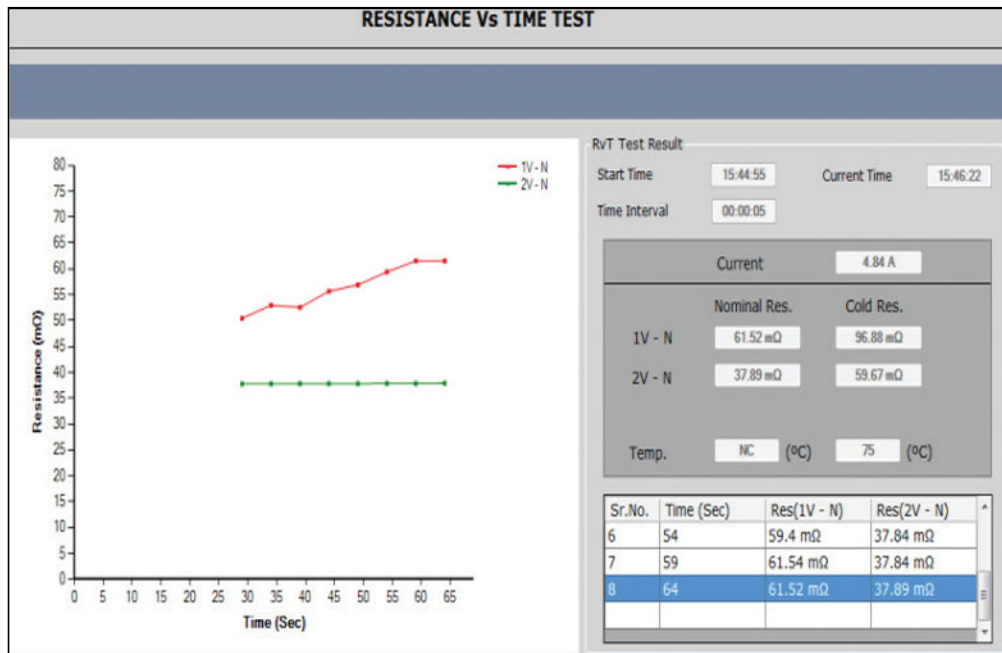 RESISTANCE Vs TIME TEST
80
75
70
65
60
55
50
45
40
35
30
25
20
15
10
5
0
Resistance (mΩ)
0 5 10 15 20 25 30 35 40 45 50 55 60 65
Time (Sec)
1V - N
2V - N
RvT Test Result
Start Time 15:44:55 Current Time 15:46:22
Time Interval 00:00:05
Current 4.84 A
Nominal Res. Cold Res.
1V - N 61.52 mΩ 96.88 mΩ
2V - N 37.89 mΩ 59.67 mΩ
Temp. NC (ºC) 75 (ºC)
Sr.No. Time (Sec) Res(1V - N) Res(2V - N)
6 54 59.4 mΩ 37.84 mΩ
7 59 61.54 mΩ 37.84 mΩ
8 64 61.52 mΩ 37.89 mΩ